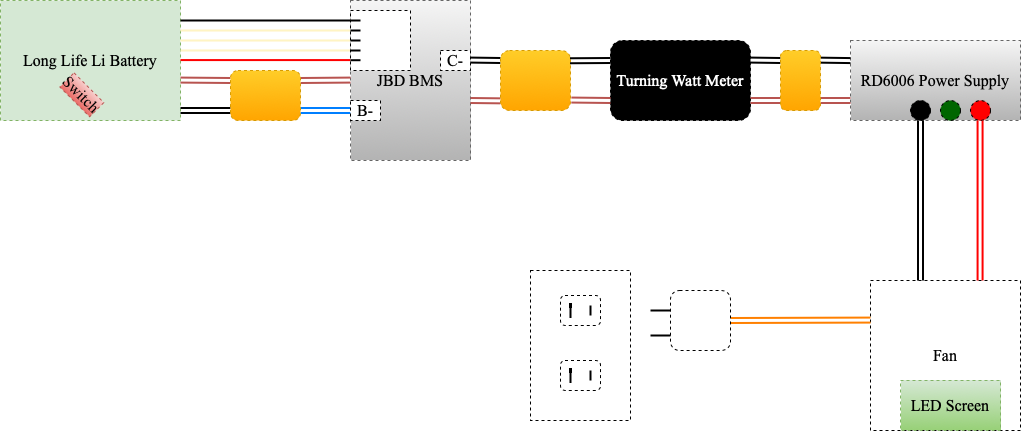 Long Life Li Battery
Switch
JBD BMS
C-
B-
Turning Watt Meter
RD6006 Power Supply
Fan
LED Screen